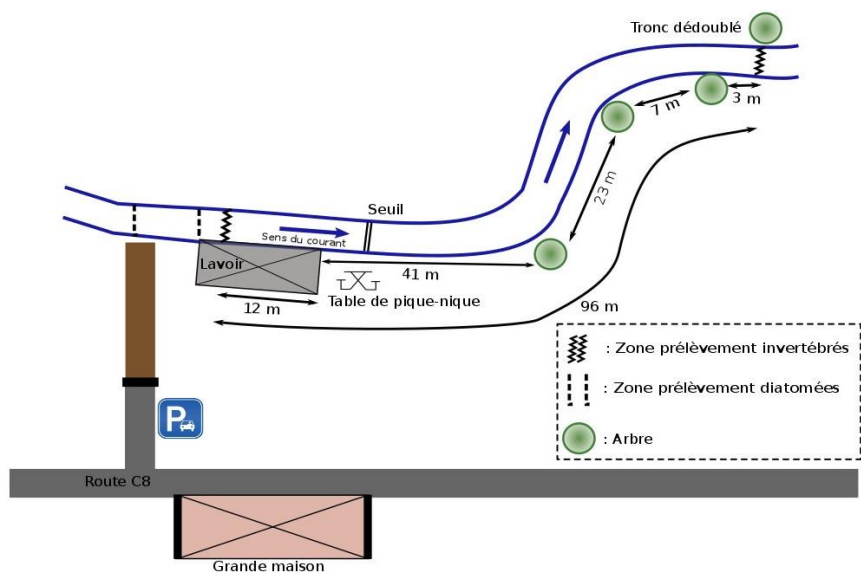 Tronc dédoublé
7 m
3 m
23 m
Seuil
Sens du courant
Lavoir
41 m
12 m
Table de pique-nique
96 m
: Zone prélèvement invertébrés
: Zone prélèvement diatomées
: Arbre
P
Route C8
Grande maison